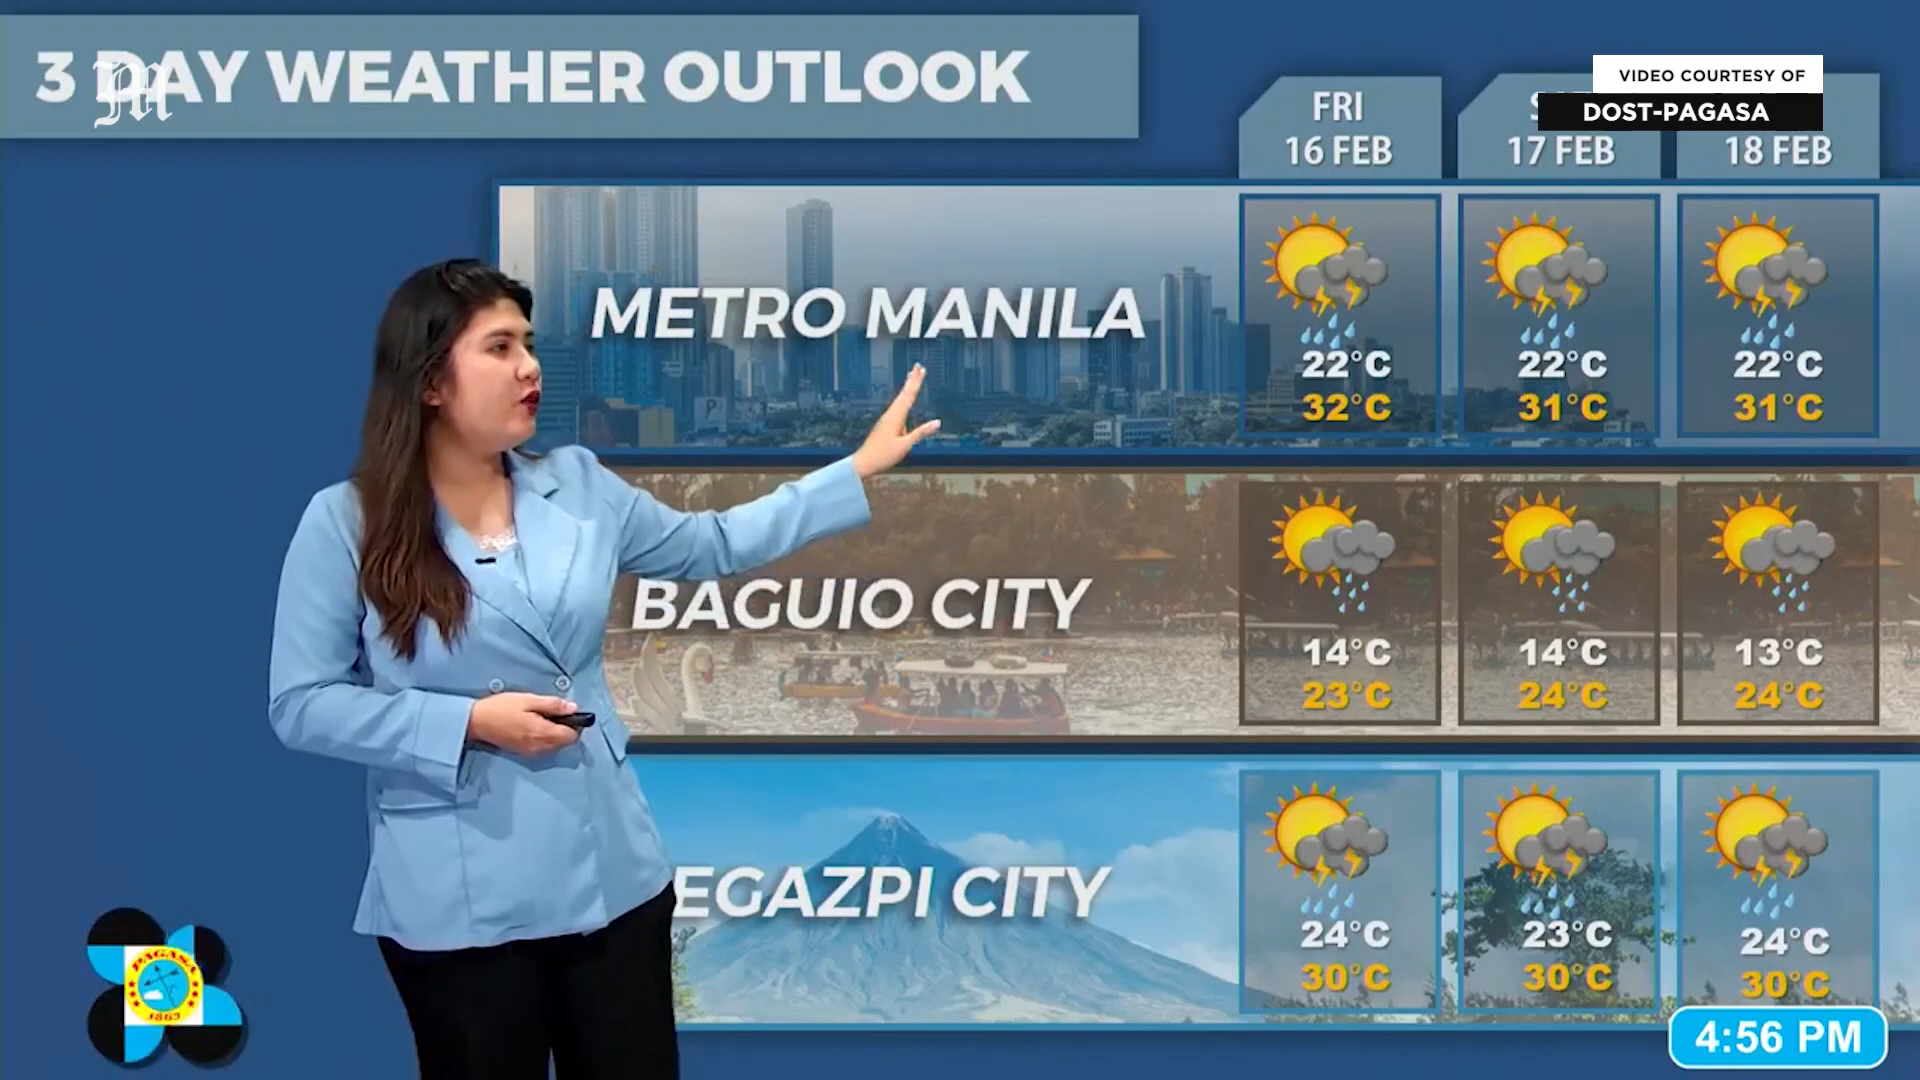 3 DAY WEATHER OUTLOOK
M
VIDEO COURTESY OF
DOST-PAGASA
FRI
16 FEB
17 FEB
18 FEB
METRO MANILA
22°C
32°C
22°C
31°C
22°C
31°C
BAGUIO CITY
14°C
23°C
14°C
24°C
13°C
24°C
EGAZPI CITY
24°C
30°C
23°C
30°C
24°C
30°C
PAGASA
1865
4:56 PM